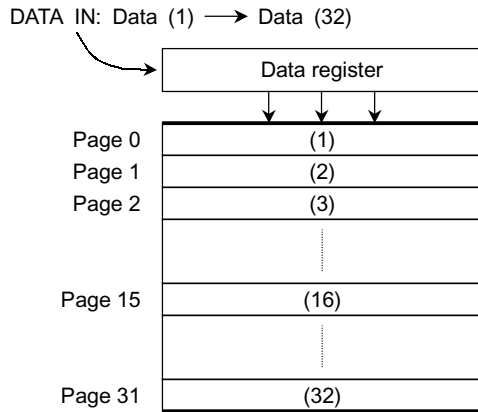 DATA IN: Data (1) → Data (32)
Data register
Page 0 (1)
Page 1 (2)
Page 2 (3)
Page 15 (16)
Page 31 (32)